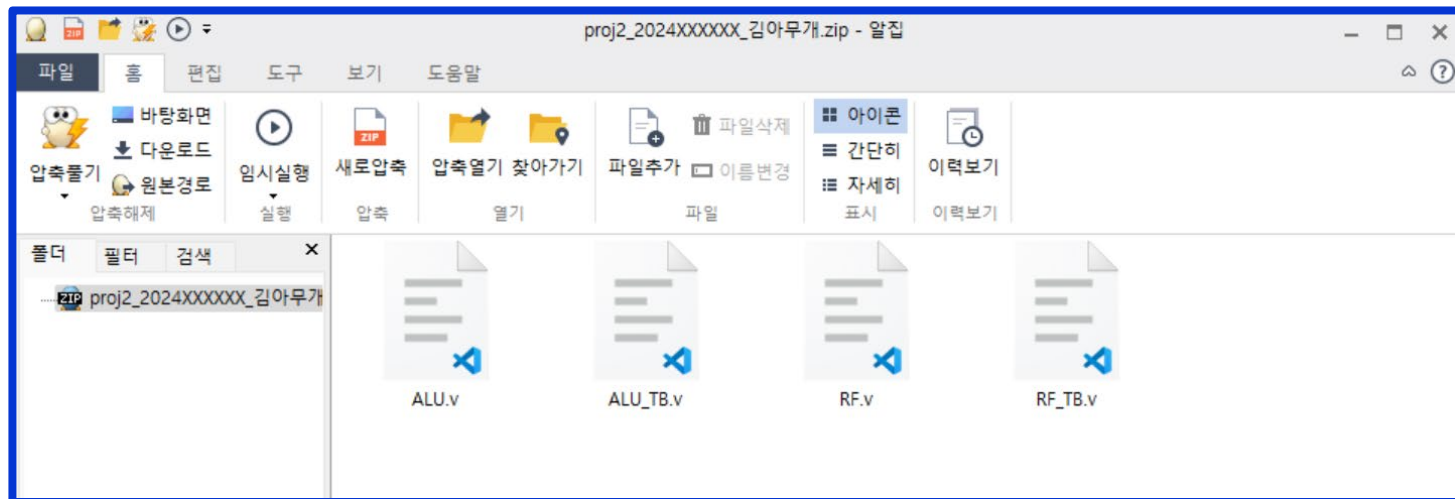 proj2_2024XXXXXX_김아무개.zip - 알집
파일 홈 편집 도구 보기 도움말
압축풀기 바탕화면 다운로드 원본경로 임시실행 ZIP 새로압축 압축열기 찾아가기 파일추가 파일삭제 이름변경 아이콘 간단히 자세히 이력보기
압축해제 실행 압축 열기 파일 표시 이력보기
폴더 필터 검색
ZIP proj2_2024XXXXXX_김아무개
ALU.v ALU_TB.v RF.v RF_TB.v